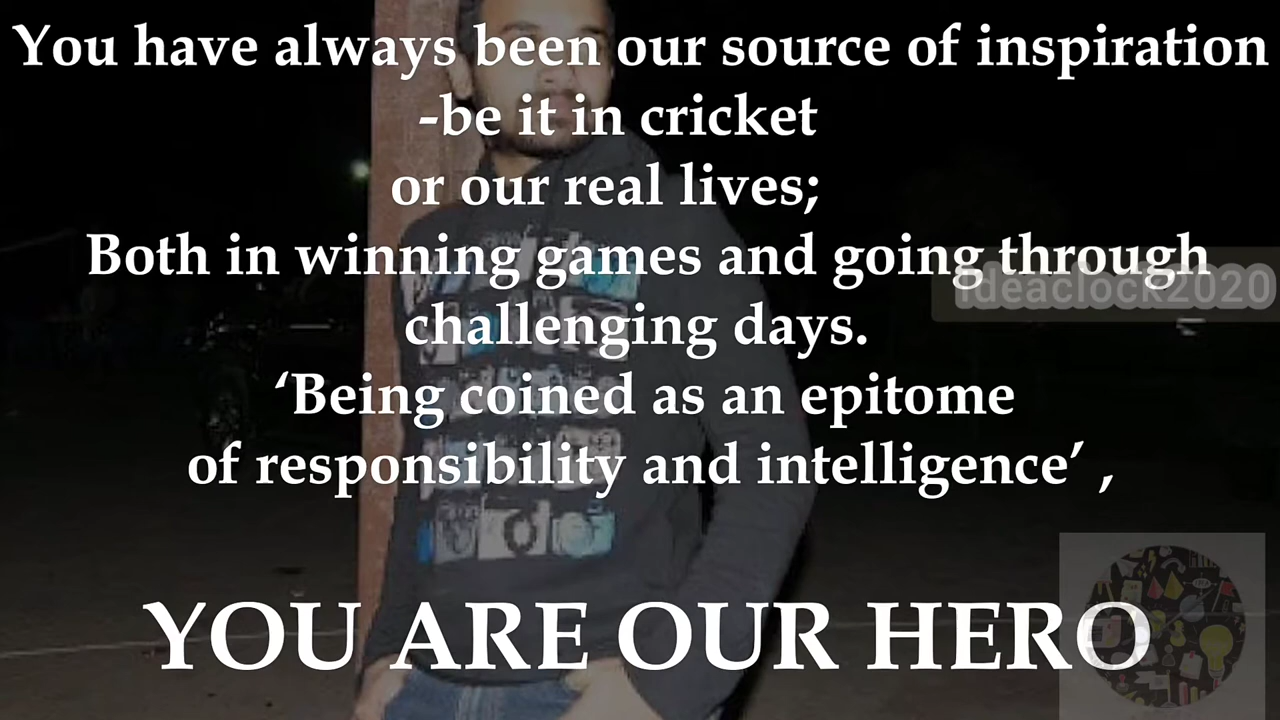 You have always been our source of inspiration
-be it in cricket
or our real lives;
Both in winning games and going through
Ideaclock2020
challenging days.
‘Being coined as an epitome
of responsibility and intelligence’ ,
YOU ARE OUR HERO